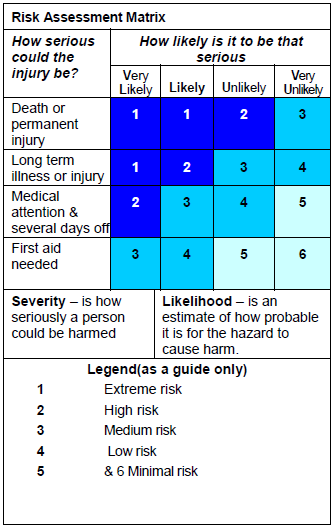 Risk Assessment Matrix
How serious could the injury be?
How likely is it to be that serious
Very Likely
Likely
Unlikely
Very Unlikely
Death or permanent injury
1 1 2 3
Long term illness or injury
1 2 3 4
Medical attention & several days off
2 3 4 5
First aid needed
3 4 5 6
Severity – is how
seriously a person
could be harmed
Likelihood – is an
estimate of how probable
it is for the hazard to
cause harm.
Legend(as a guide only)
1 Extreme risk
2 High risk
3 Medium risk
4 Low risk
5 & 6 Minimal risk